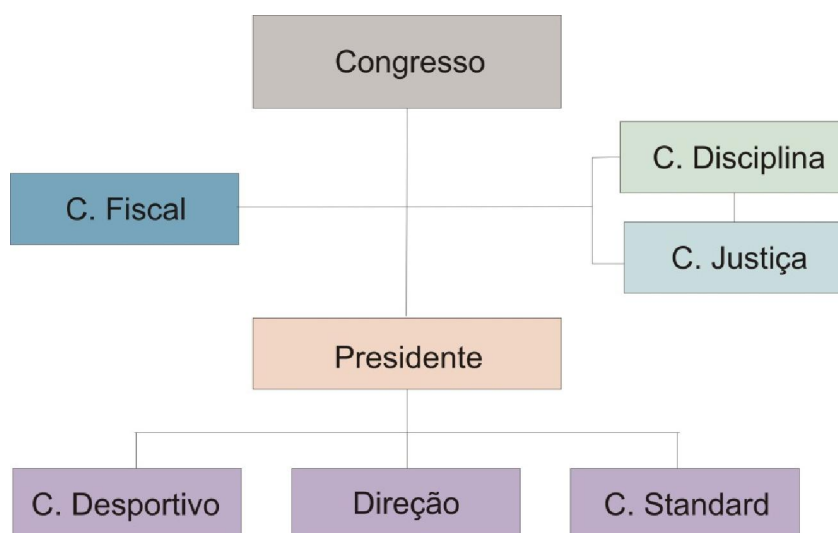 Congresso
C. Disciplina
C. Fiscal
C. Justiça
Presidente
C. Desportivo
Direção
C. Standard